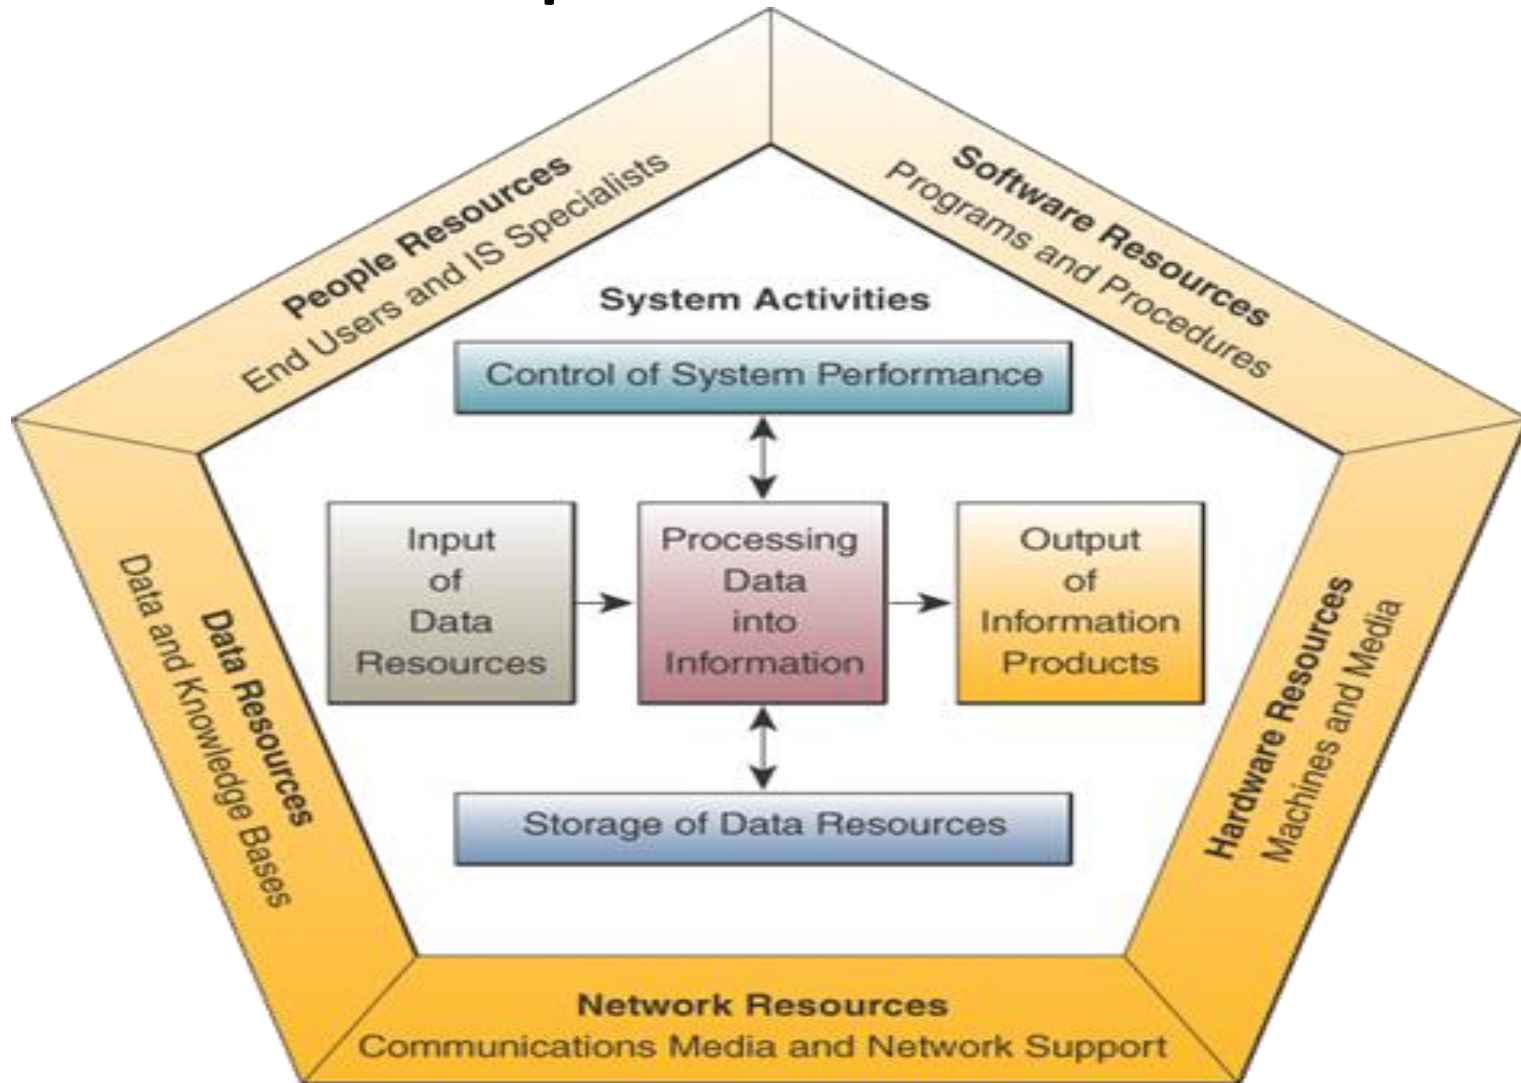 People Resources
End Users and IS Specialists
Software Resources
Programs and Procedures
System Activities
Control of System Performance
Input
of
Data
Resources
Processing
Data
into
Information
Output
of
Information
Products
Storage of Data Resources
Data Resources
Data and Knowledge Bases
Hardware Resources
Machines and Media
Network Resources
Communications Media and Network Support